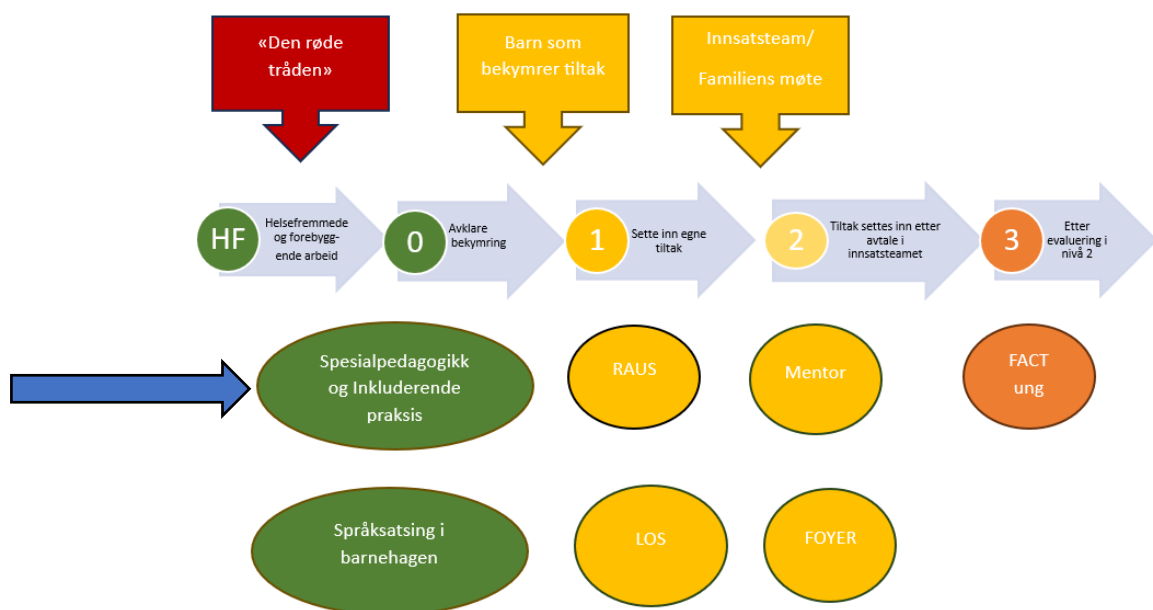 «Den røde
tråden»
Barn som
bekymrer tiltak
Innsatsteam/
Familiens møte
HF
Helsefremmede
og forebygg-
ende arbeid
0
Avklare
bekymring
1
Sette inn egne
tiltak
2
Tiltak settes inn etter
avtale i
innsatsteamet
3
Etter
evaluering i
nivå 2
Spesialpedagogikk
og Inkluderende
praksis
RAUS
Mentor
FACT
ung
Språksatsing i
barnehagen
LOS
FOYER